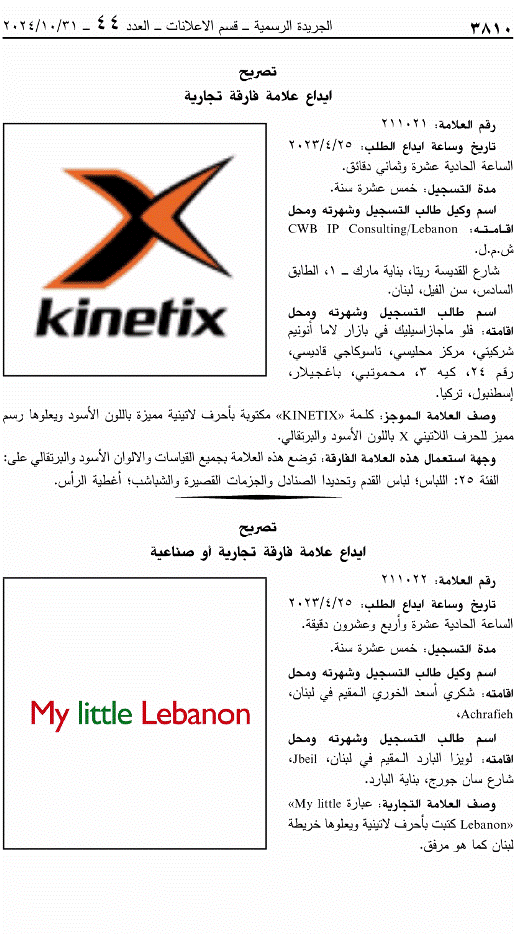 ٣٨١٠
الجريدة الرسمية ــ قسم الاعلانات ــ العدد ٤٤ ــ ٢٠٢٤/١٠/٣١
تصريح
ايداع علامة فارقة تجارية
رقم العلامة: ٢١١٠٢١
تاريخ وساعة ايداع الطلب: ٢٠٢٣/٤/٢٥
الساعة الحادية عشرة وثماني دقائق.
مدة التسجيل: خمس عشرة سنة.
اسم وكيل طالب التسجيل وشهرته ومحل
اقامته: CWB IP Consulting/Lebanon
ش.م.ل.
شارع القديسة ريتا، بناية مارك ــ ١، الطابق
السادس، سن الفيل، لبنان.
اسم طالب التسجيل وشهرته ومحل
اقامته: فلو ماجازاسيليك في بازار لاما أنونيم
شركيتي، مركز محليسي، تاسوكاجي قاديسي،
رقم ٢٤، كيه ٣، محموتبي، باغجيلار،
إسطنبول، تركيا.
kinetix
وصف العلامة الموجز: كلمة «KINETIX» مكتوبة بأحرف لاتينية مميزة باللون الأسود ويعلوها رسم
مميز للحرف اللاتيني X باللون الأسود والبرتقالي.
وجهة استعمال هذه العلامة الفارقة: توضع هذه العلامة بجميع القياسات والالوان الأسود والبرتقالي على:
الفئة ٢٥: اللباس؛ لباس القدم وتحديدا الصنادل والجزمات القصيرة والشباشب؛ أغطية الرأس.
تصريح
ايداع علامة فارقة تجارية أو صناعية
رقم العلامة: ٢١١٠٢٢
تاريخ وساعة ايداع الطلب: ٢٠٢٣/٤/٢٥
الساعة الحادية عشرة وأربع وعشرون دقيقة.
مدة التسجيل: خمس عشرة سنة.
اسم وكيل طالب التسجيل وشهرته ومحل
اقامته: شكري أسعد الخوري المقيم في لبنان،
Achrafieh،
اسم طالب التسجيل وشهرته ومحل
اقامته: لويزا البارد المقيم في لبنان، Jbeil،
شارع سان جورج، بناية البارد.
وصف العلامة التجارية: عبارة «My little
Lebanon» كتبت بأحرف لاتينية ويعلوها خريطة
لبنان كما هو مرفق.
My little Lebanon